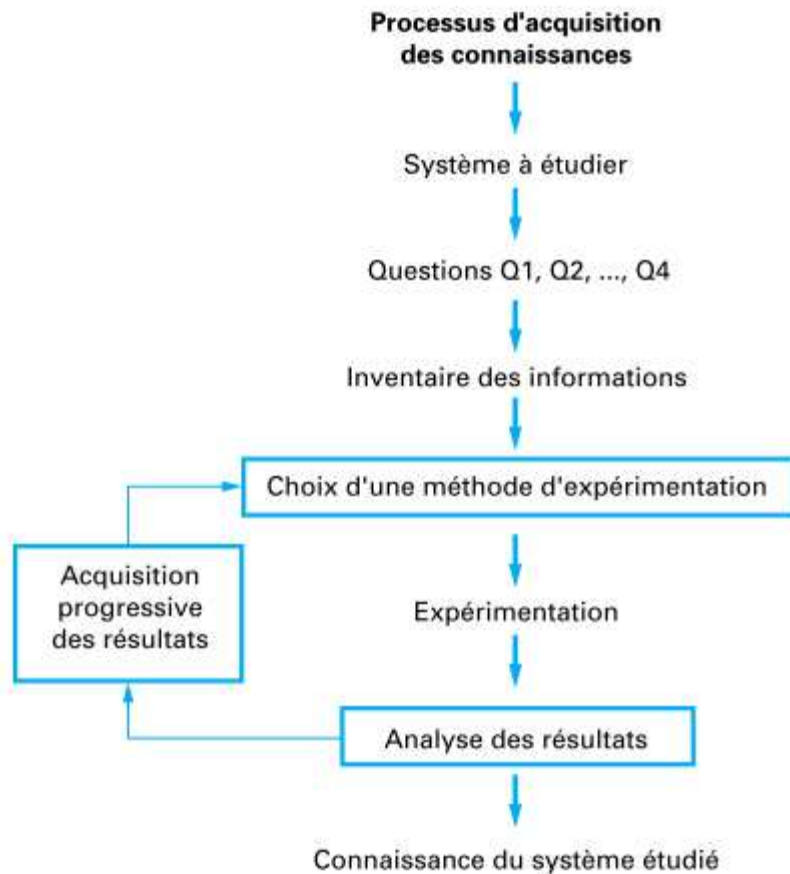 Processus d'acquisition
des connaissances
Système à étudier
Questions Q1, Q2, ..., Q4
Inventaire des informations
Choix d'une méthode d'expérimentation
Acquisition
progressive
des résultats
Expérimentation
Analyse des résultats
Connaissance du système étudié